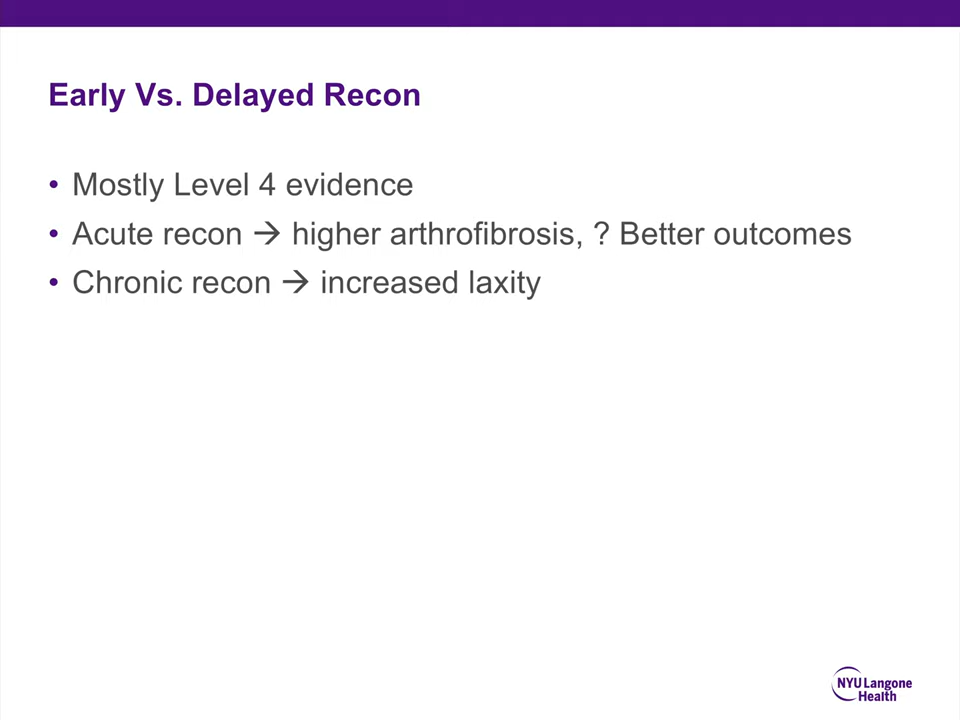 Early Vs. Delayed Recon
• Mostly Level 4 evidence
• Acute recon → higher arthrofibrosis, ? Better outcomes
• Chronic recon → increased laxity
NYU Langone
Health